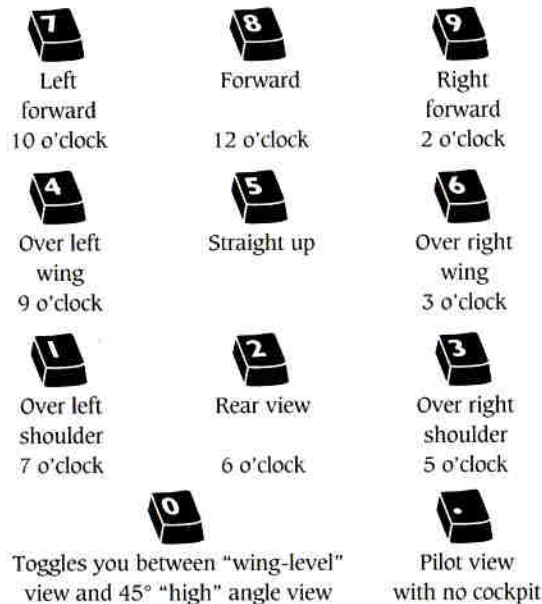 7 8 9
Left Forward Right
forward forward
10 o'clock 12 o'clock 2 o'clock
4 5 6
Over left Straight up Over right
wing wing
9 o'clock 3 o'clock
1 2 3
Over left Rear view Over right
shoulder shoulder
7 o'clock 6 o'clock 5 o'clock
0 .
Toggles you between “wing-level” Pilot view
view and 45° “high” angle view with no cockpit